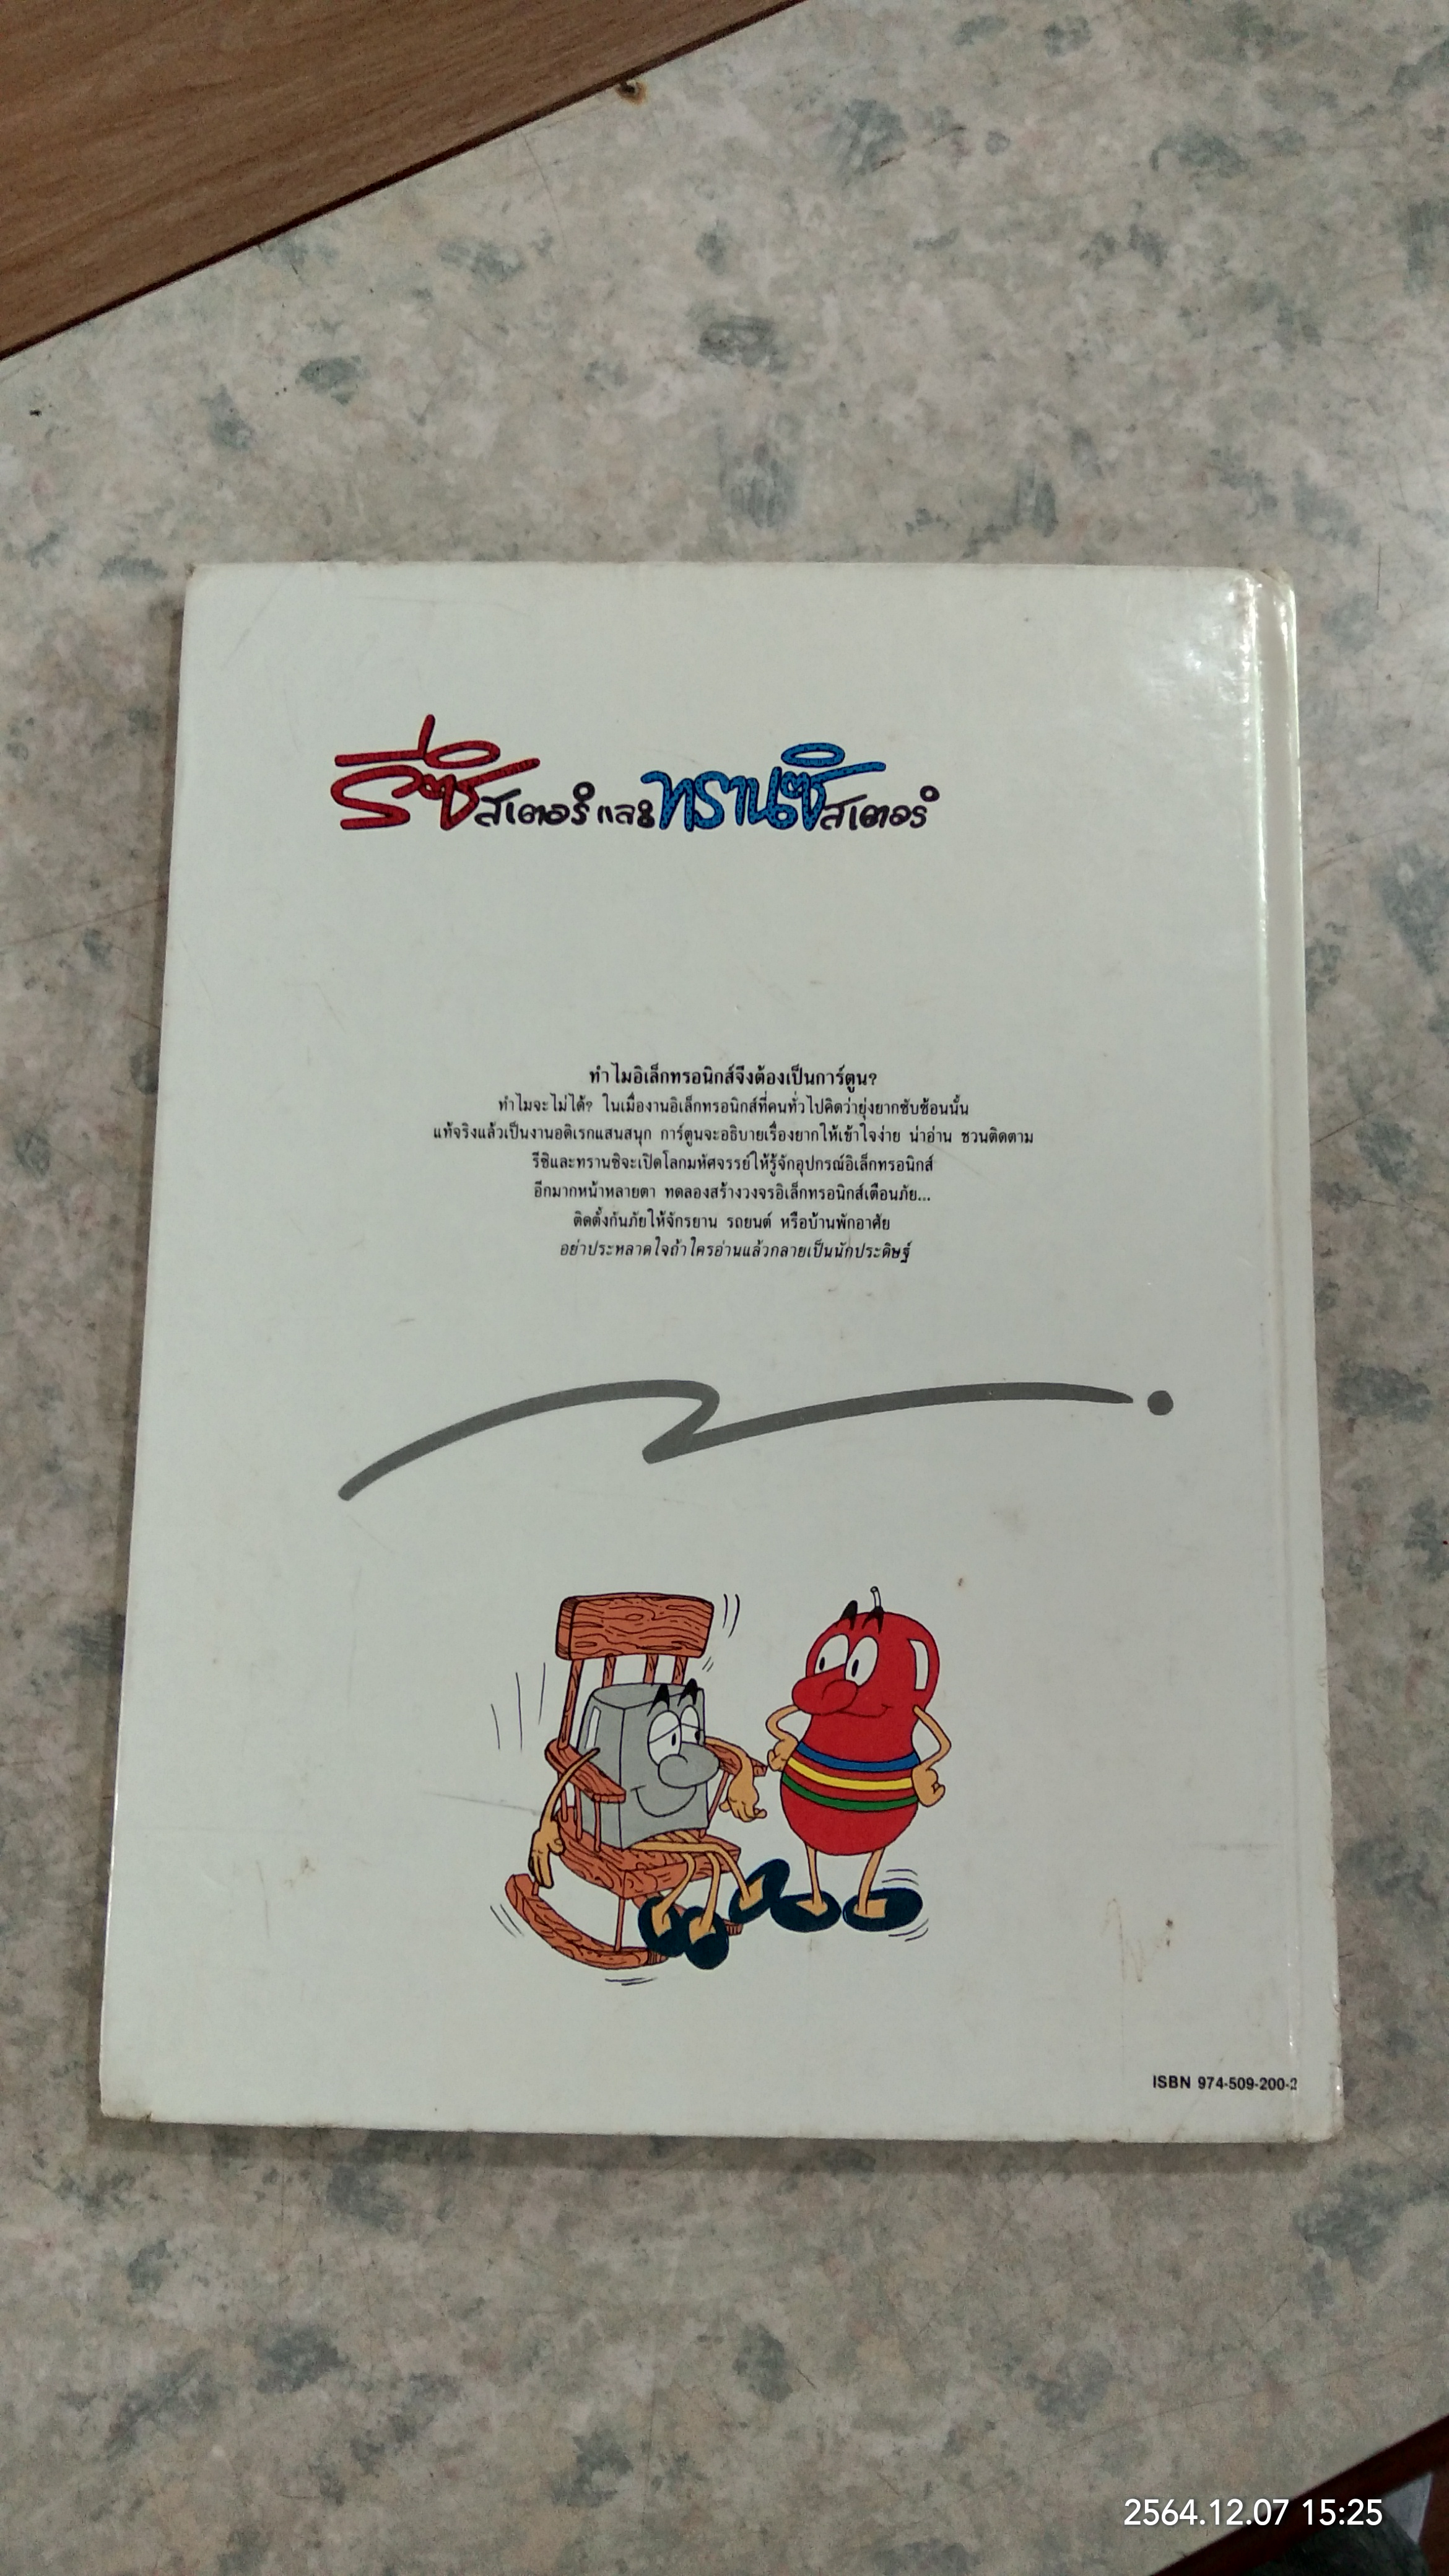 รีซิสเตอร์ และ ทรานซิสเตอร์
ทำไมอิเล็กทรอนิกส์จึงต้องเป็นการ์ตูน?
ทำไมจะไม่ได้? ในเมื่องานอิเล็กทรอนิกส์ที่คนทั่วไปคิดว่ายุ่งยากซับซ้อนนั้น
แท้จริงแล้วเป็นงานอดิเรกแสนสนุก การ์ตูนจะอธิบายเรื่องยากให้เข้าใจง่าย น่าอ่าน ชวนติดตาม
รีซิและทรานซิจะเปิดโลกมหัศจรรย์ให้รู้จักอุปกรณ์อิเล็กทรอนิกส์
อีกมากหน้าหลายตา ทดลองสร้างวงจรอิเล็กทรอนิกส์เตือนภัย...
ติดตั้งกันภัยให้จักรยาน รถยนต์ หรือบ้านพักอาศัย
อย่าประหลาดใจถ้าใครอ่านแล้วกลายเป็นนักประดิษฐ์
ISBN 974-509-200-2
2564.12.07 15:25